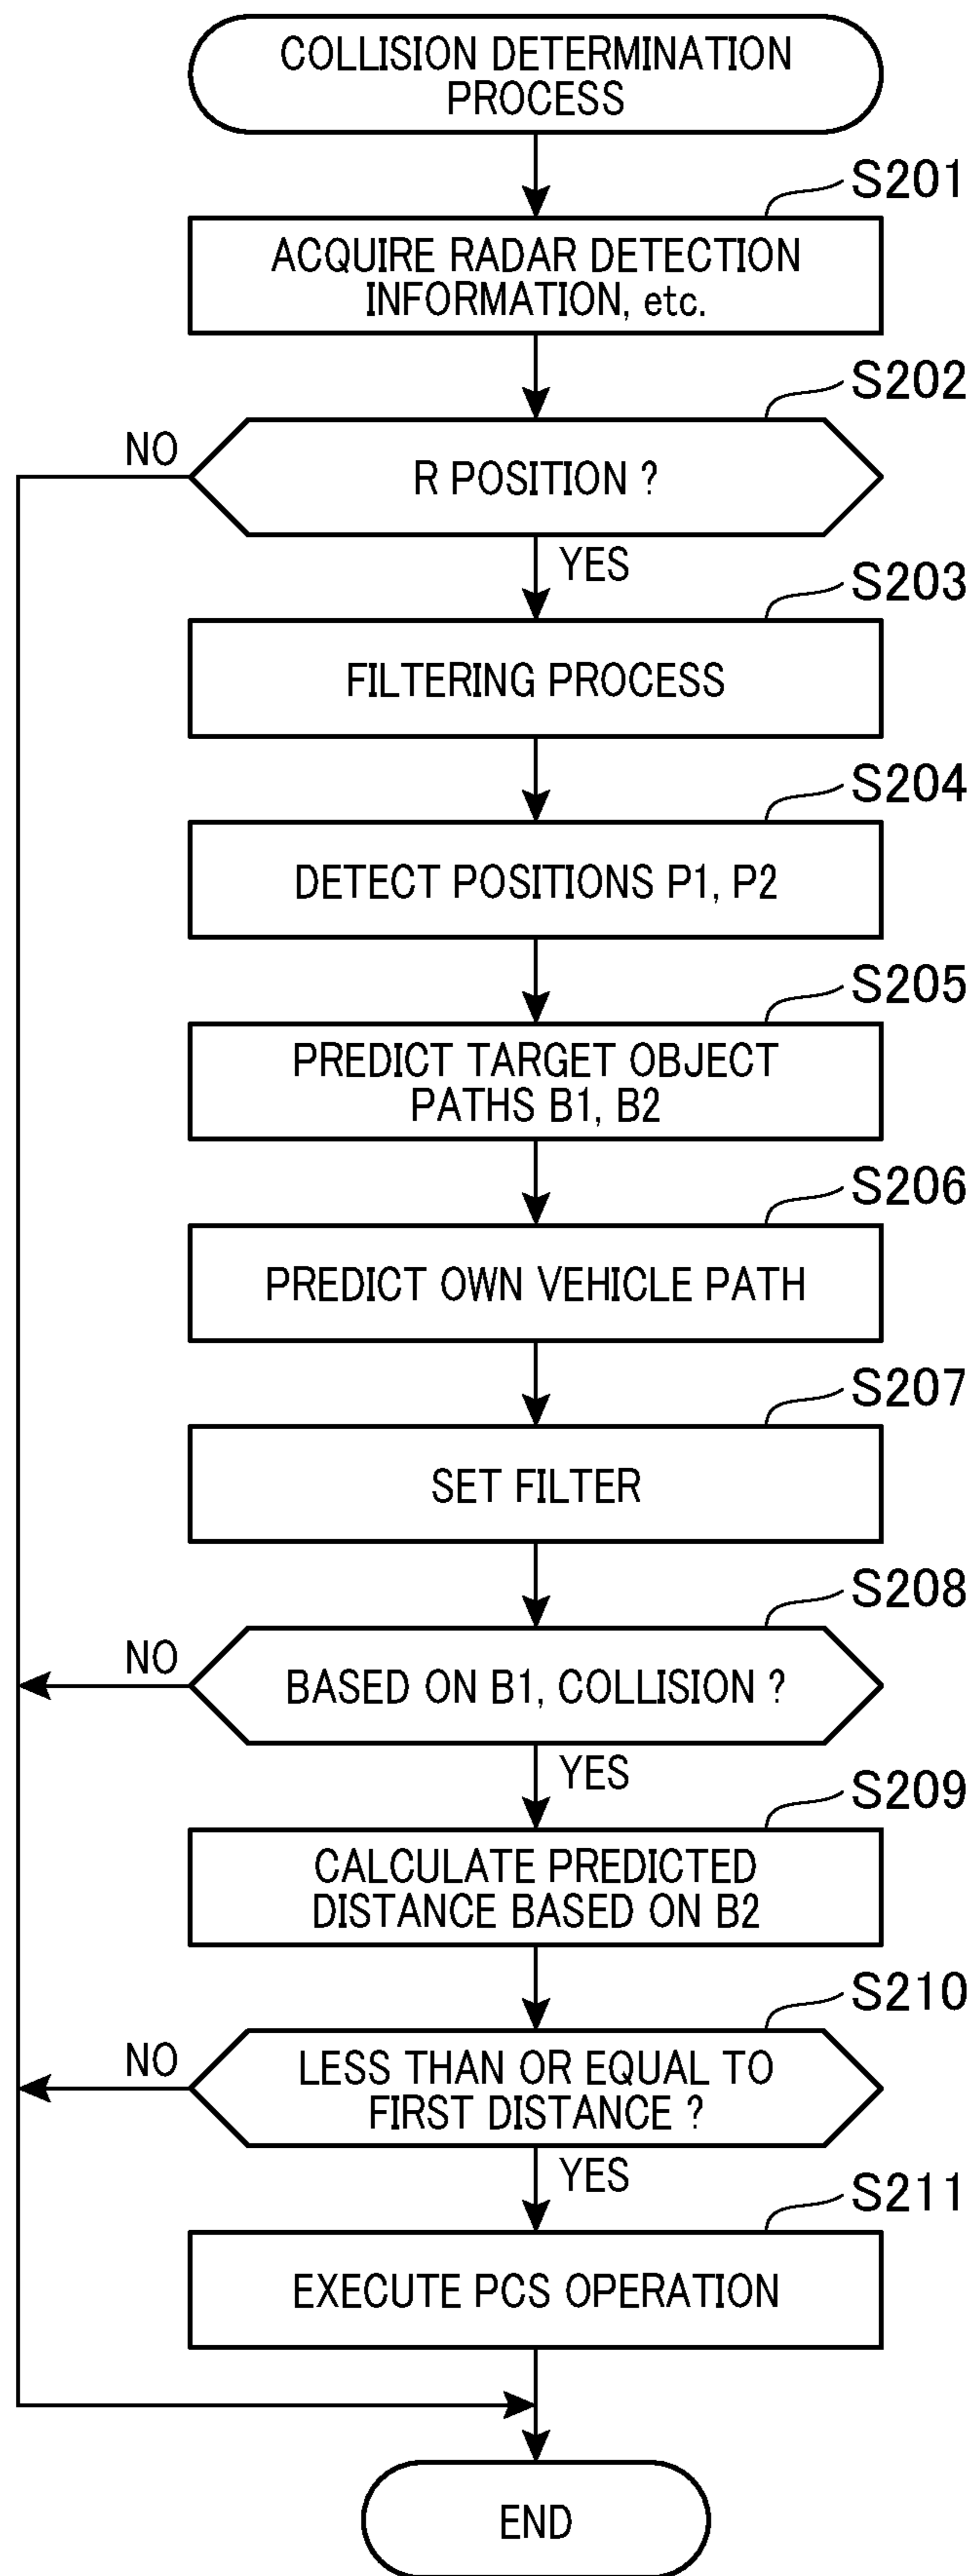 COLLISION DETERMINATION
PROCESS
S201
ACQUIRE RADAR DETECTION
INFORMATION, etc.
S202
NO
R POSITION ?
YES
S203
FILTERING PROCESS
S204
DETECT POSITIONS P1, P2
S205
PREDICT TARGET OBJECT
PATHS B1, B2
S206
PREDICT OWN VEHICLE PATH
S207
SET FILTER
S208
NO
BASED ON B1, COLLISION ?
YES
S209
CALCULATE PREDICTED
DISTANCE BASED ON B2
S210
NO
LESS THAN OR EQUAL TO
FIRST DISTANCE ?
YES
S211
EXECUTE PCS OPERATION
END